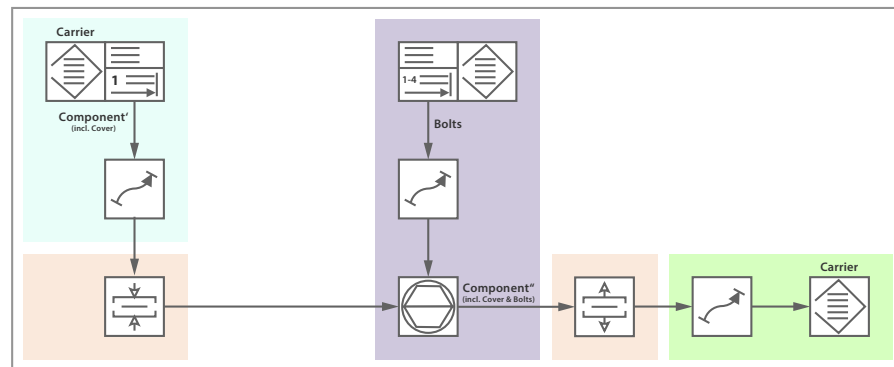 Carrier
1
Component'
(incl. Cover)
1-4
Bolts
Component"
(incl. Cover & Bolts)
Carrier